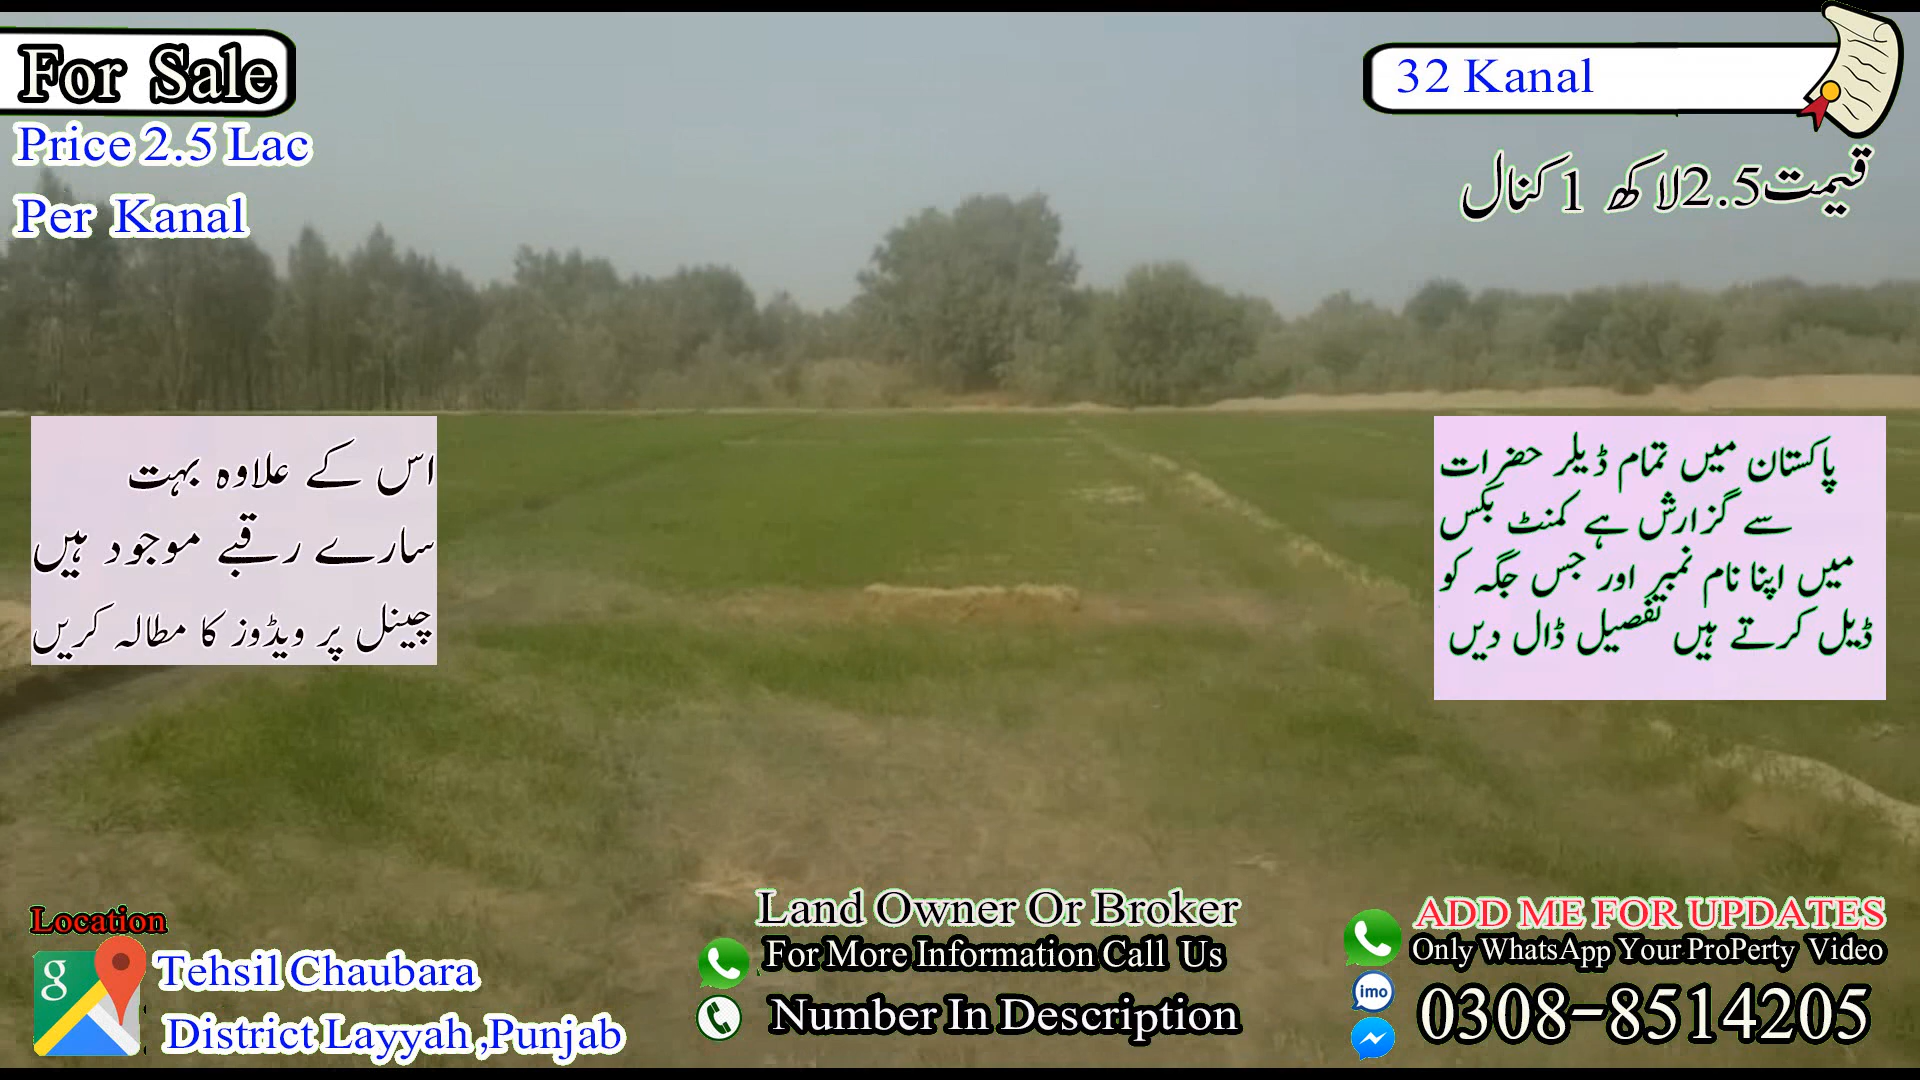 For Sale
32 Kanal
Price 2.5 Lac
Per Kanal
قیمت2.5لاکھ 1 کنال
اس کے علاوہ بہت
سارے رقبے موجود ہیں
چینل پر ویڈوز کا مطالہ کریں
پاکستان میں تمام ڈیلر حضرات
سے گزارش ہے کمنٹ بکس
میں اپنا نام نمبر اور جس جگہ کو
ڈیل کرتے ہیں تفصیل ڈال دیں
Location
g
Tehsil Chaubara
District Layyah ,Punjab
Land Owner Or Broker
For More Information Call Us
Number In Description
ADD ME FOR UPDATES
Only WhatsApp Your ProPerty Video
imo
0308-8514205